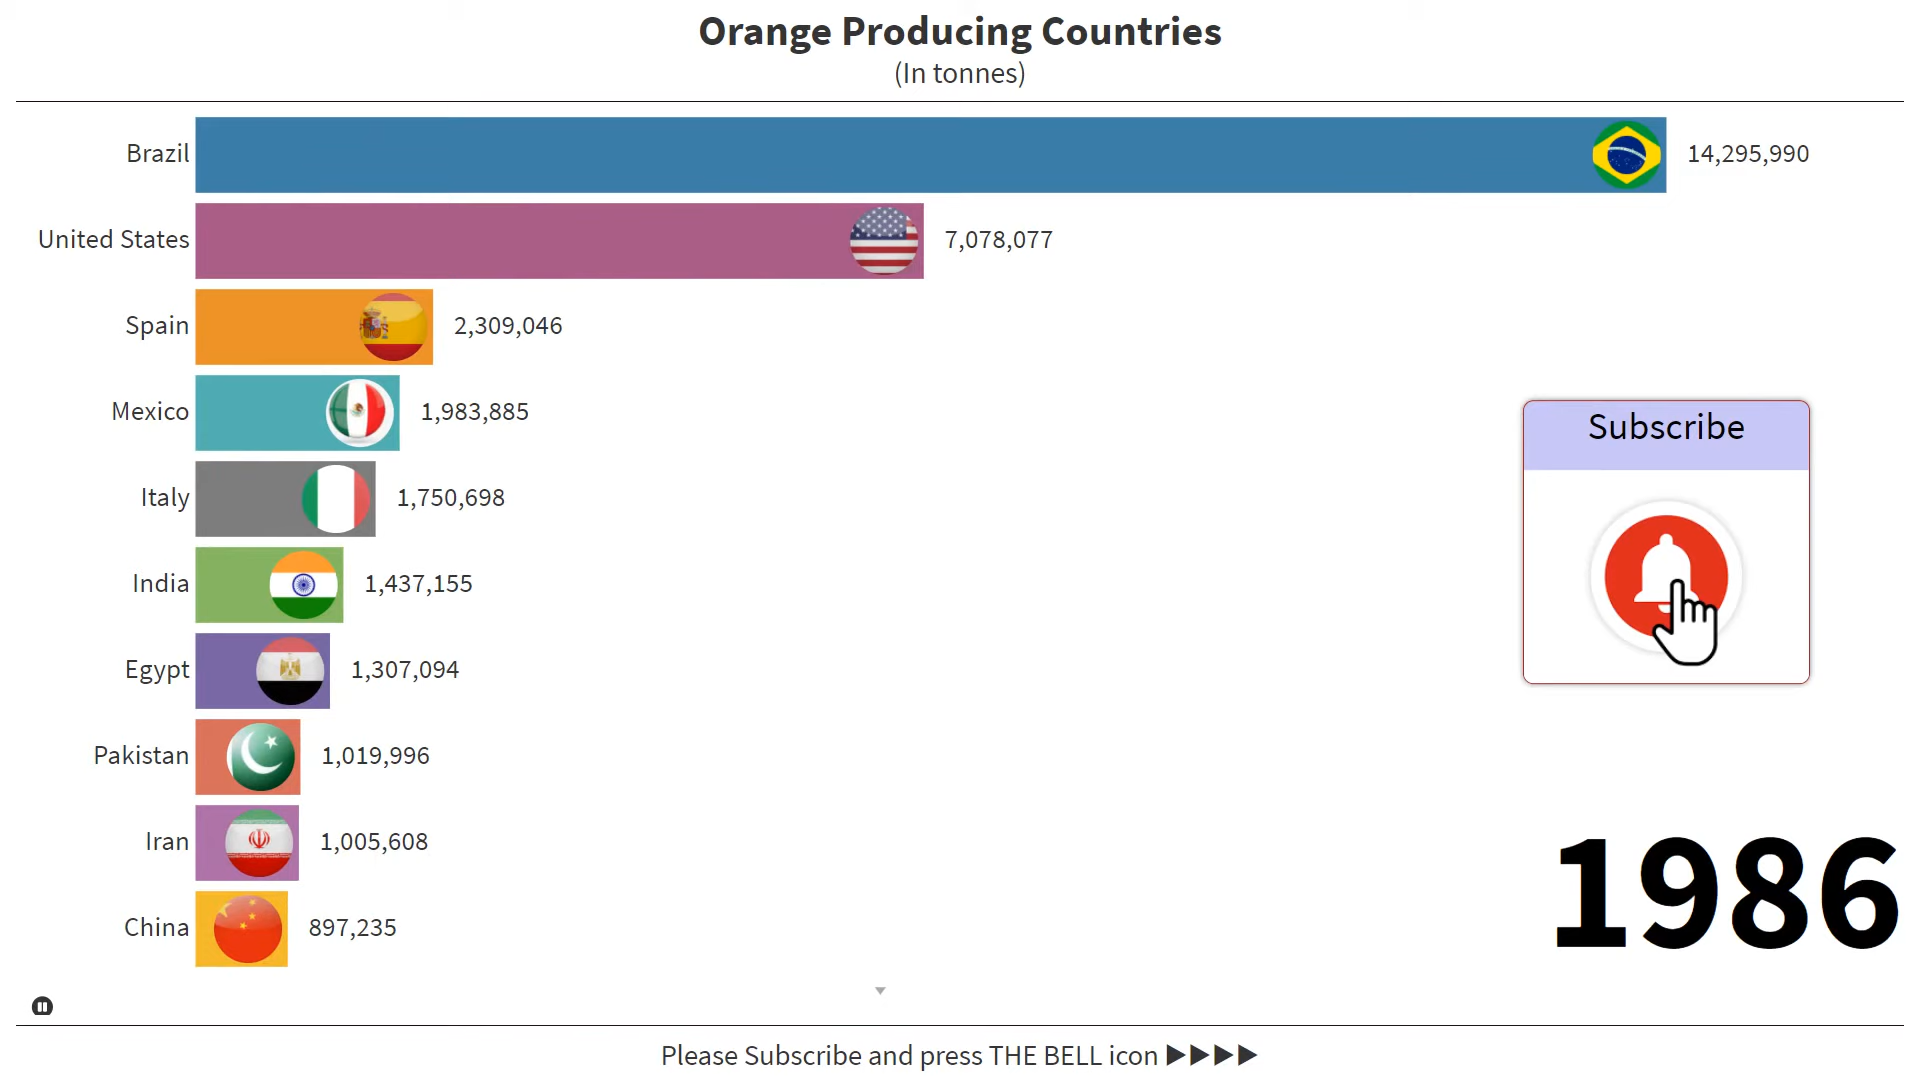 Orange Producing Countries
(In tonnes)
Brazil 14,295,990
United States 7,078,077
Spain 2,309,046
Mexico 1,983,885
Italy 1,750,698
India 1,437,155
Egypt 1,307,094
Pakistan 1,019,996
Iran 1,005,608
China 897,235
Subscribe
1986
Please Subscribe and press THE BELL icon ▶▶▶▶